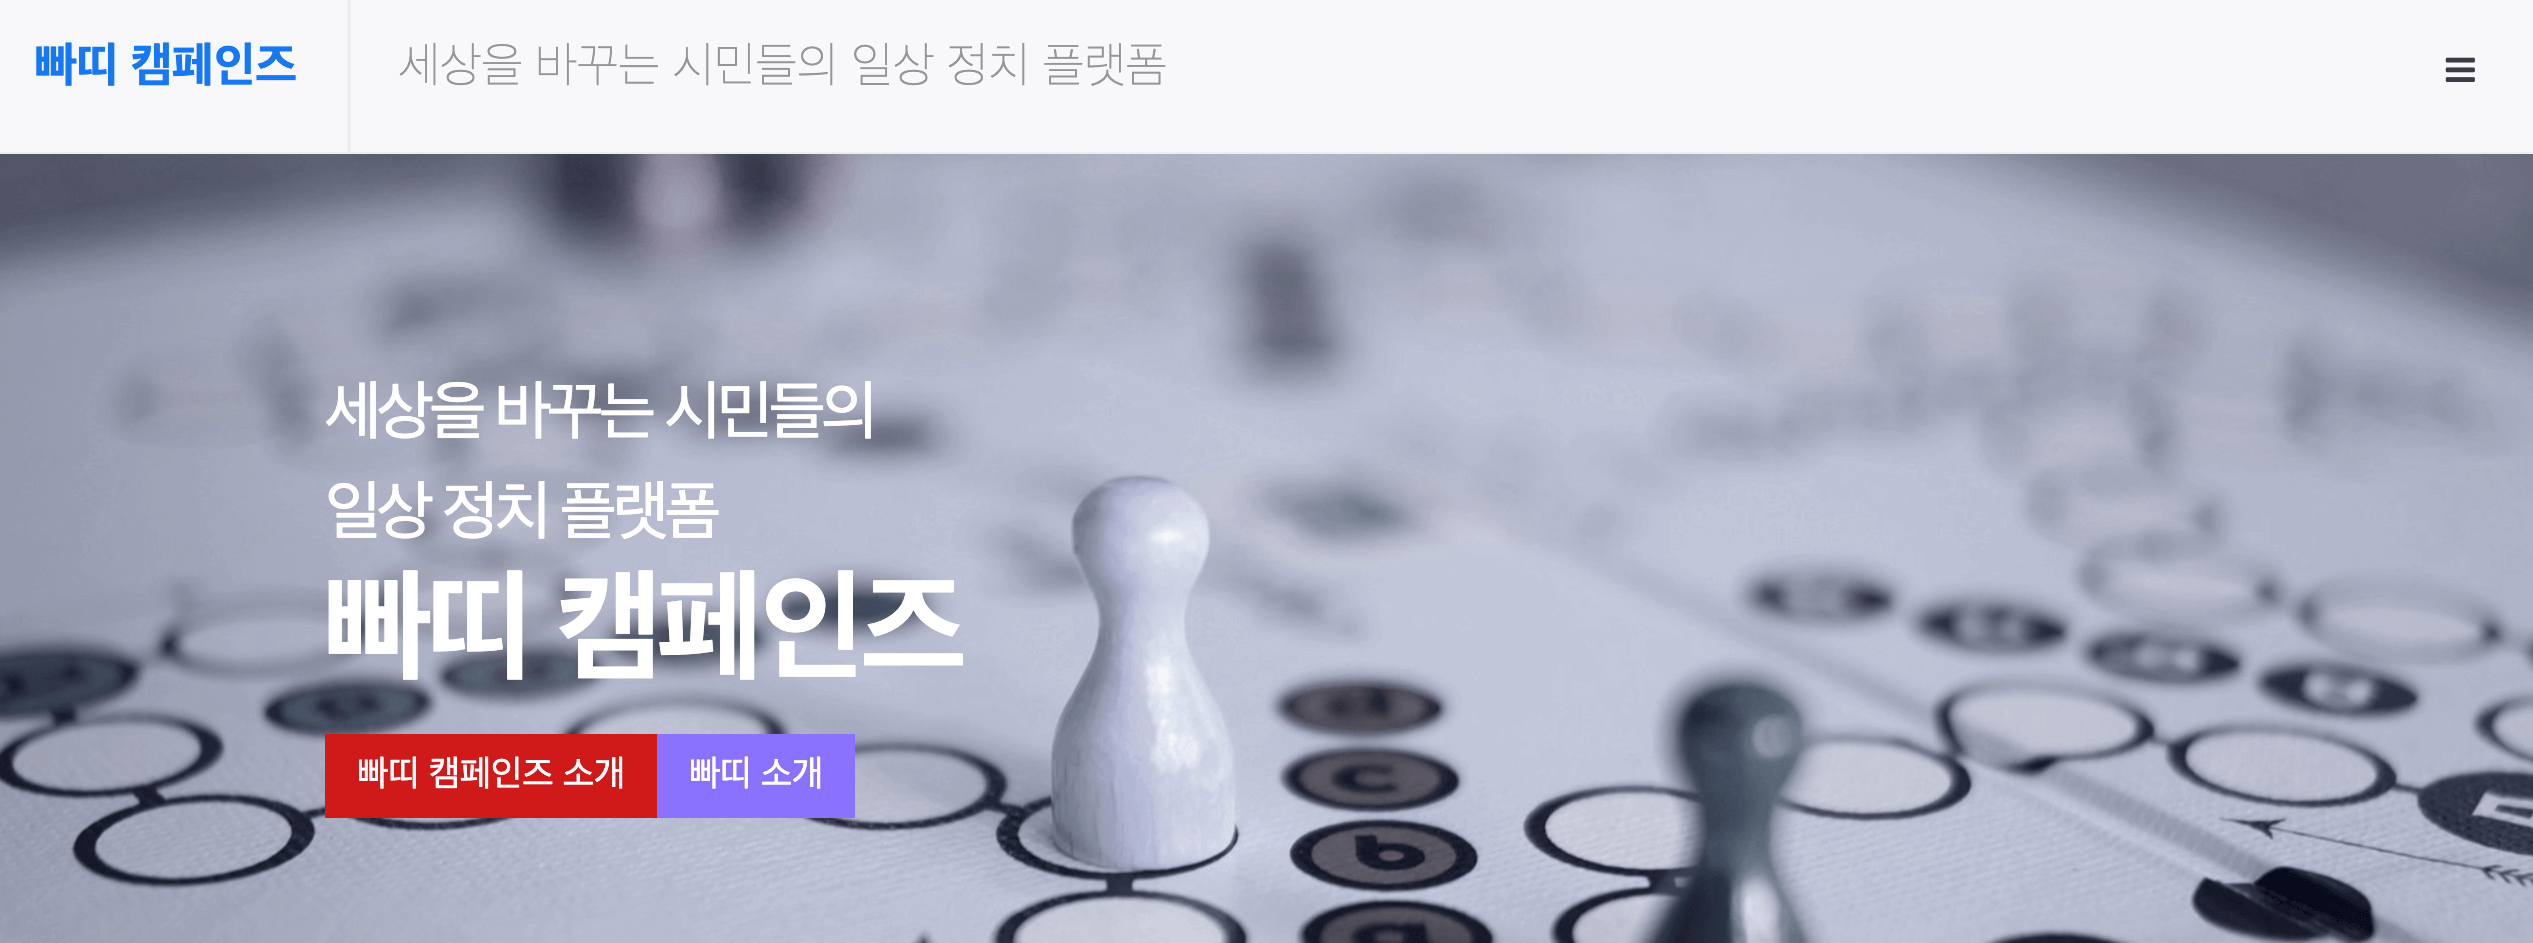 빠띠 캠페인즈
세상을 바꾸는 시민들의 일상 정치 플랫폼
세상을 바꾸는 시민들의
일상 정치 플랫폼
빠띠 캠페인즈
빠띠 캠페인즈 소개
빠띠 소개
c
b
a